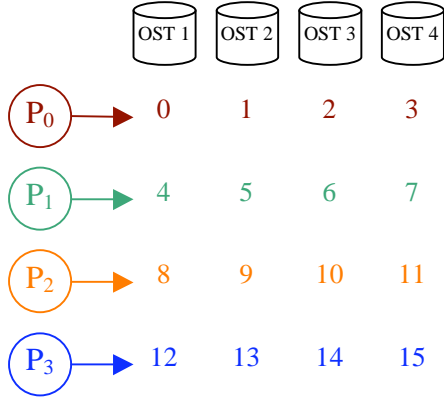 OST 1 OST 2 OST 3 OST 4
P₀ 0 1 2 3
P₁ 4 5 6 7
P₂ 8 9 10 11
P₃ 12 13 14 15